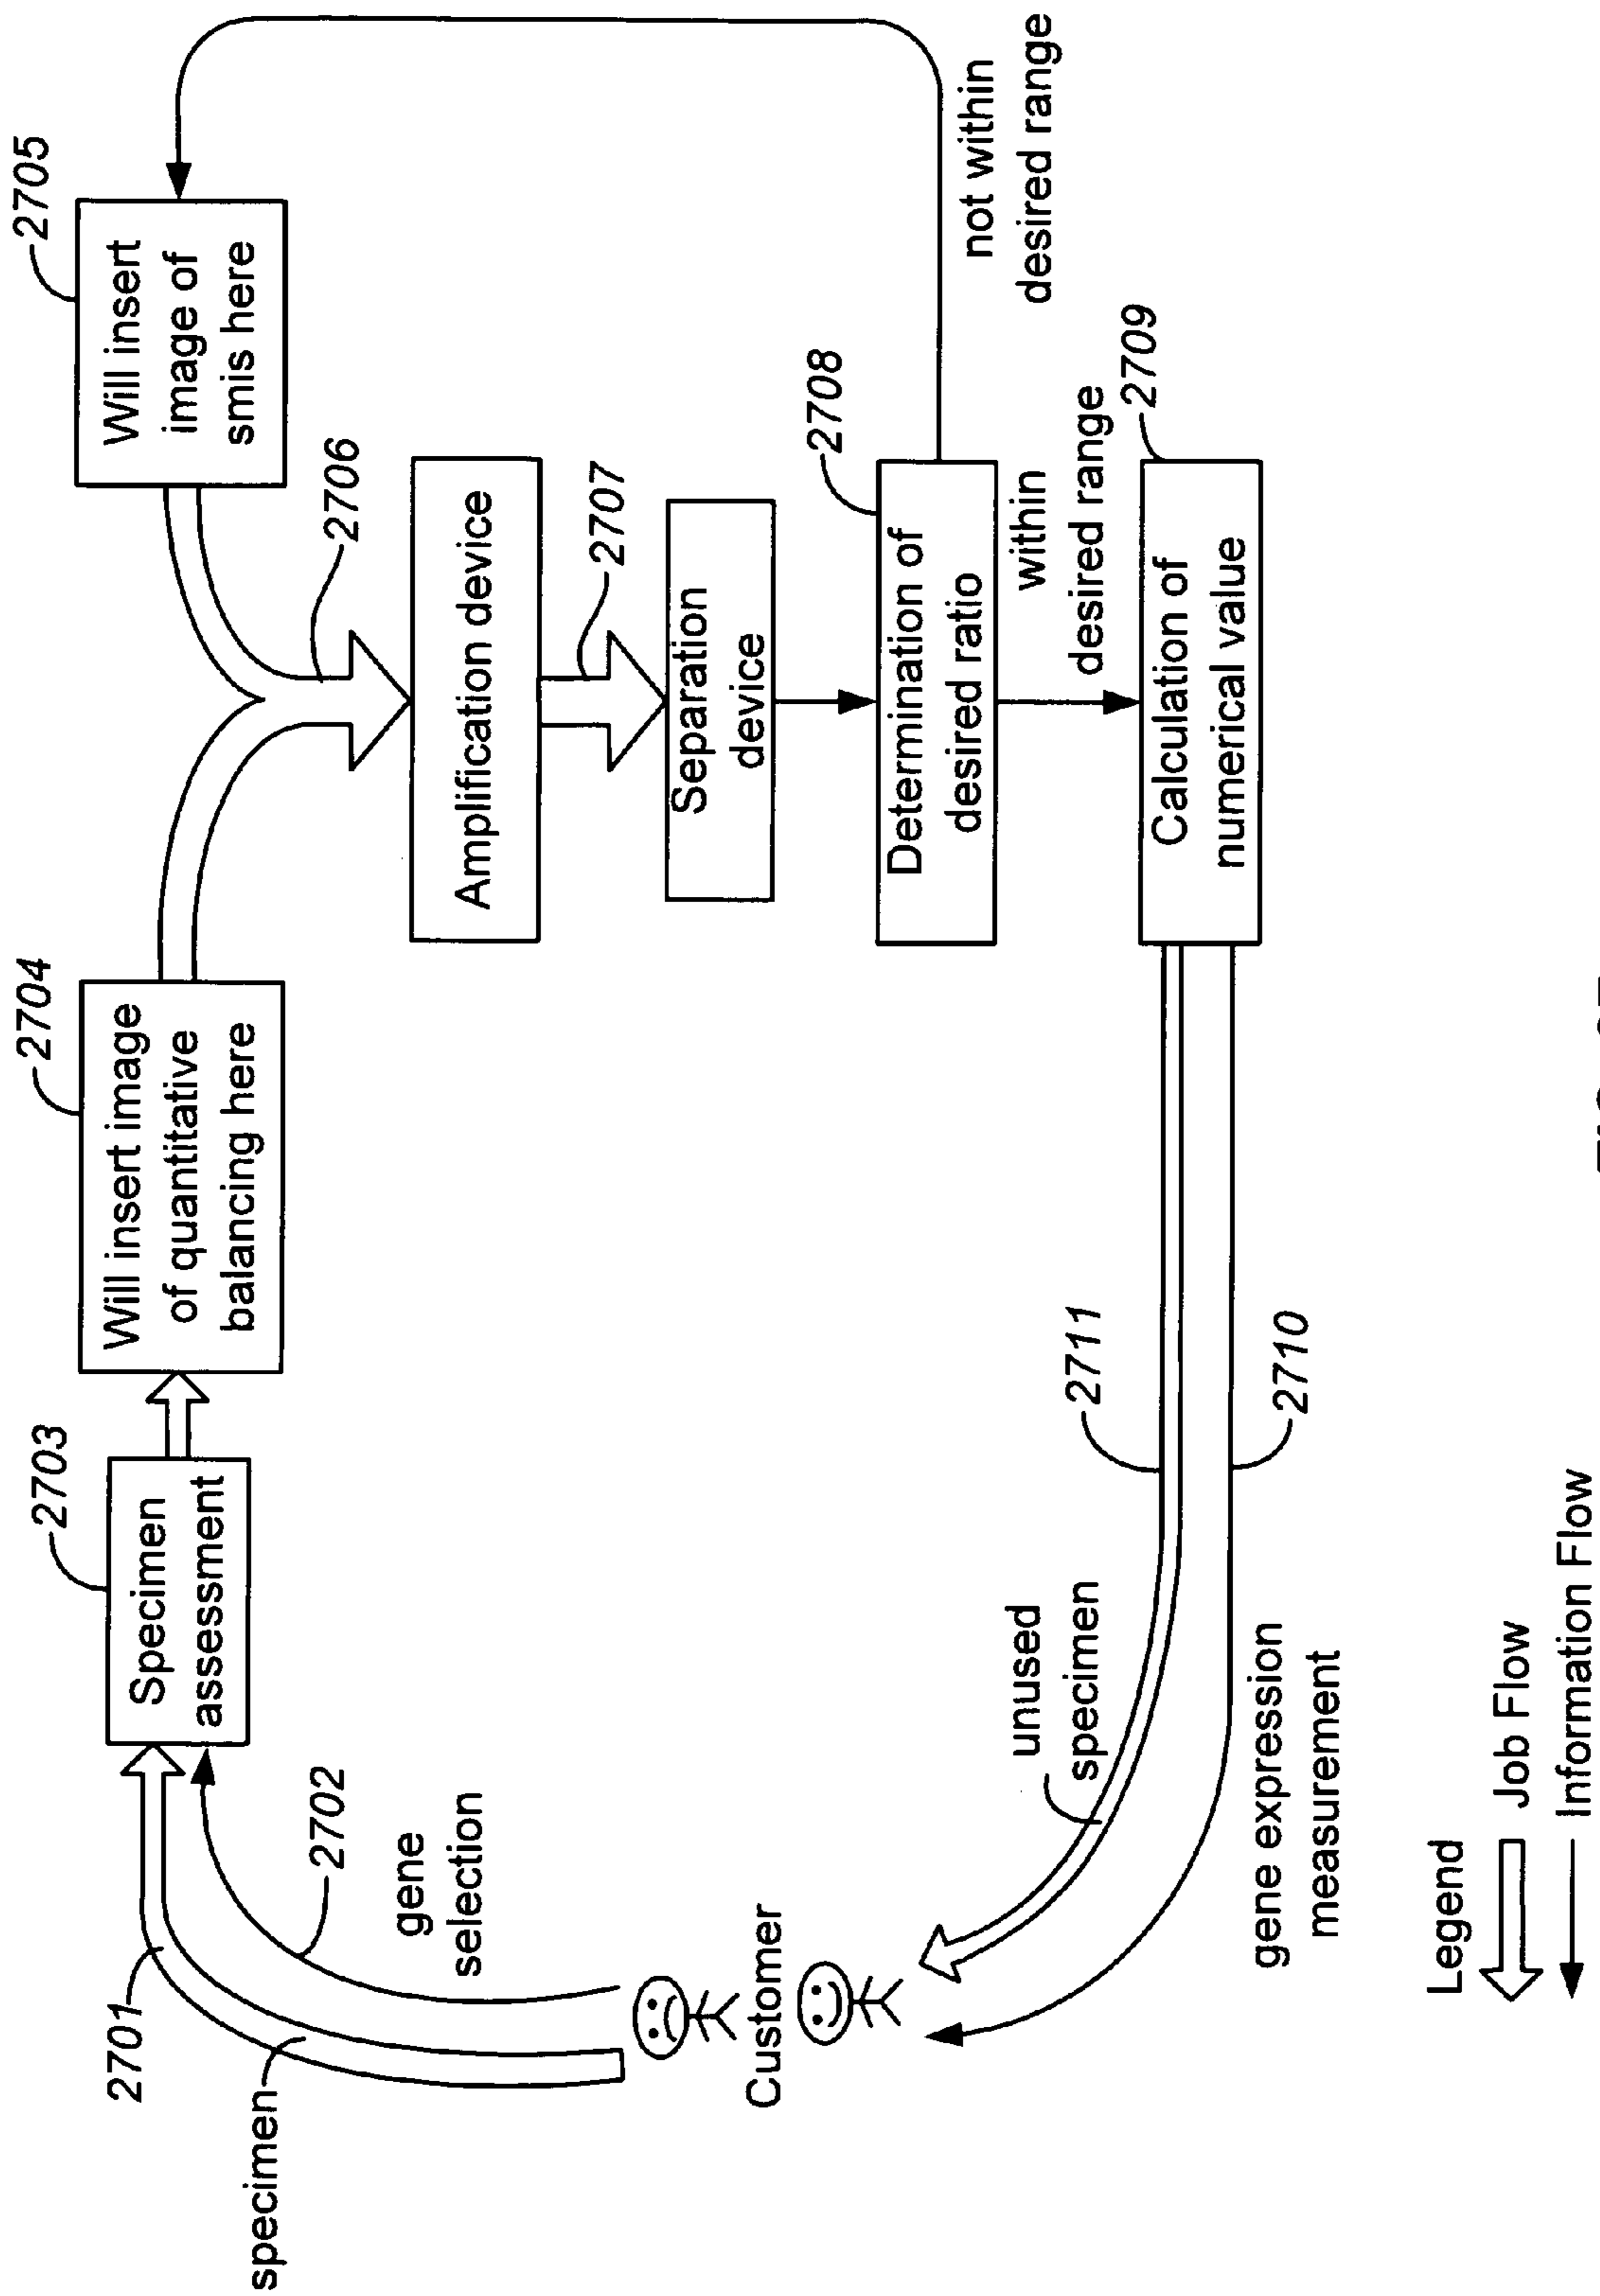 2701
specimen
2702
gene
selection
Customer
2703
Specimen
assessment
2704
Will insert image
of quantitative
balancing here
2705
Will insert
image of
smis here
2706
Amplification device
2707
Separation
device
2708
Determination of
desired ratio
not within
desired range
within
desired range
2709
Calculation of
numerical value
2711
2710
unused
specimen
gene expression
measurement
Legend
Job Flow
Information Flow